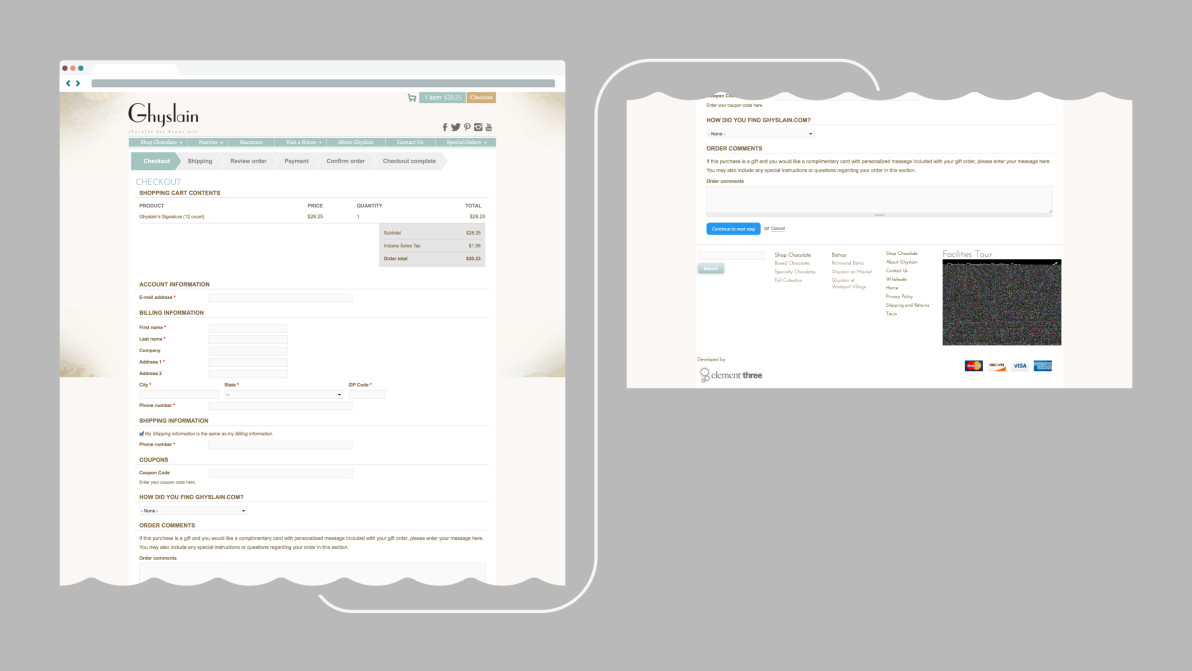 1 item $28.25 Checkout
Ghyslain
chocolat par beaux arts
Shop Chocolate Pastries Macarons Visit a Bistro About Ghyslain Contact Us Special Orders
Checkout Shipping Review order Payment Confirm order Checkout complete
CHECKOUT
SHOPPING CART CONTENTS
PRODUCT PRICE QUANTITY TOTAL
Ghyslain's Signature (12 count) $28.25 1 $28.25
Subtotal $28.25
Indiana Sales Tax $1.98
Order total $30.23
ACCOUNT INFORMATION
E-mail address *
BILLING INFORMATION
First name *
Last name *
Company
Address 1 *
Address 2
City * State * ZIP Code *
Phone number *
SHIPPING INFORMATION
My Shipping information is the same as my Billing information.
Phone number *
COUPONS
Coupon Code
Enter your coupon code here.
HOW DID YOU FIND GHYSLAIN.COM?
- None -
ORDER COMMENTS
If this purchase is a gift and you would like a complimentary card with personalized message included with your gift order, please enter your message here.
You may also include any special instructions or questions regarding your order in this section.
Order comments
Coupon Code
Enter your coupon code here.
HOW DID YOU FIND GHYSLAIN.COM?
- None -
ORDER COMMENTS
If this purchase is a gift and you would like a complimentary card with personalized message included with your gift order, please enter your message here.
You may also include any special instructions or questions regarding your order in this section.
Order comments
Continue to next step or Cancel
Search
Shop Chocolate
Boxed Chocolates
Specialty Chocolates
Full Collection
Bistros
Richmond Bistro
Ghyslain on Market
Ghyslain at
Westport Village
Shop Chocolate
About Ghyslain
Contact Us
Wholesale
Home
Privacy Policy
Shipping and Returns
Tours
Facilities Tour
Developed by
element three
MasterCard DISCOVER VISA